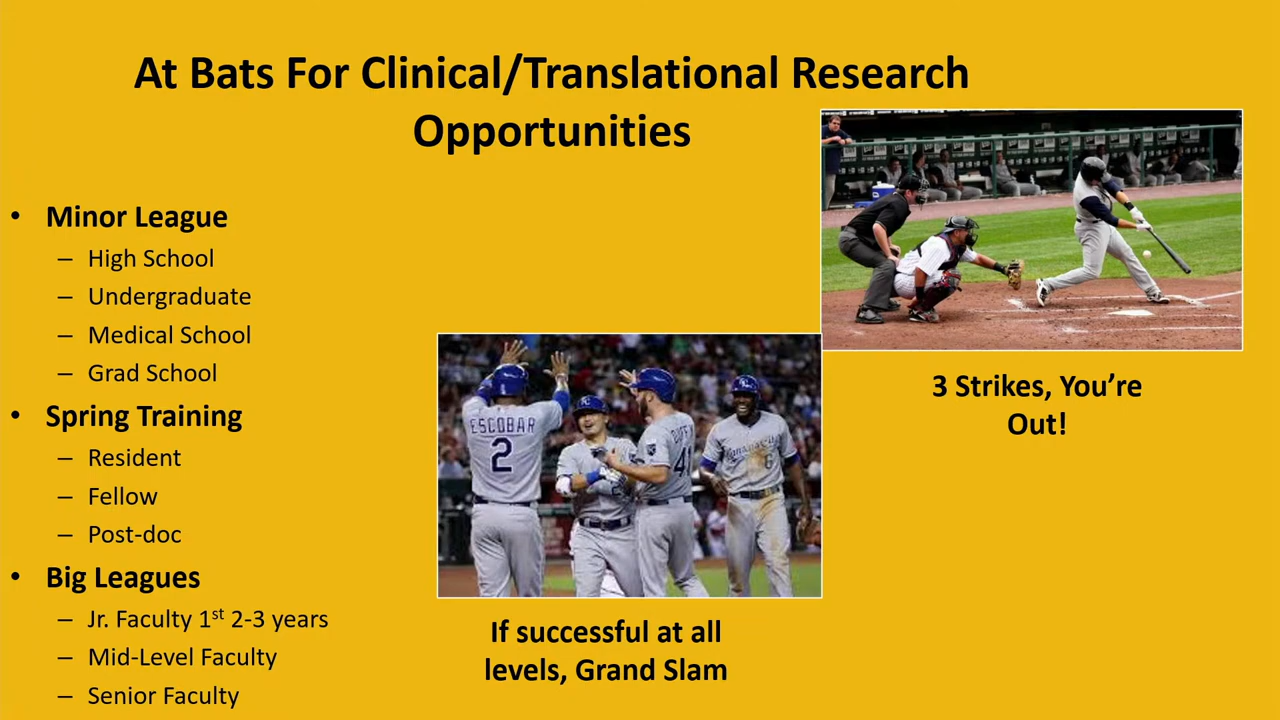 At Bats For Clinical/Translational Research
Opportunities
• Minor League
– High School
– Undergraduate
– Medical School
– Grad School
• Spring Training
– Resident
– Fellow
– Post-doc
• Big Leagues
– Jr. Faculty 1st 2-3 years
– Mid-Level Faculty
– Senior Faculty
ESCOBAR
2
41
6
If successful at all
levels, Grand Slam
3 Strikes, You’re
Out!